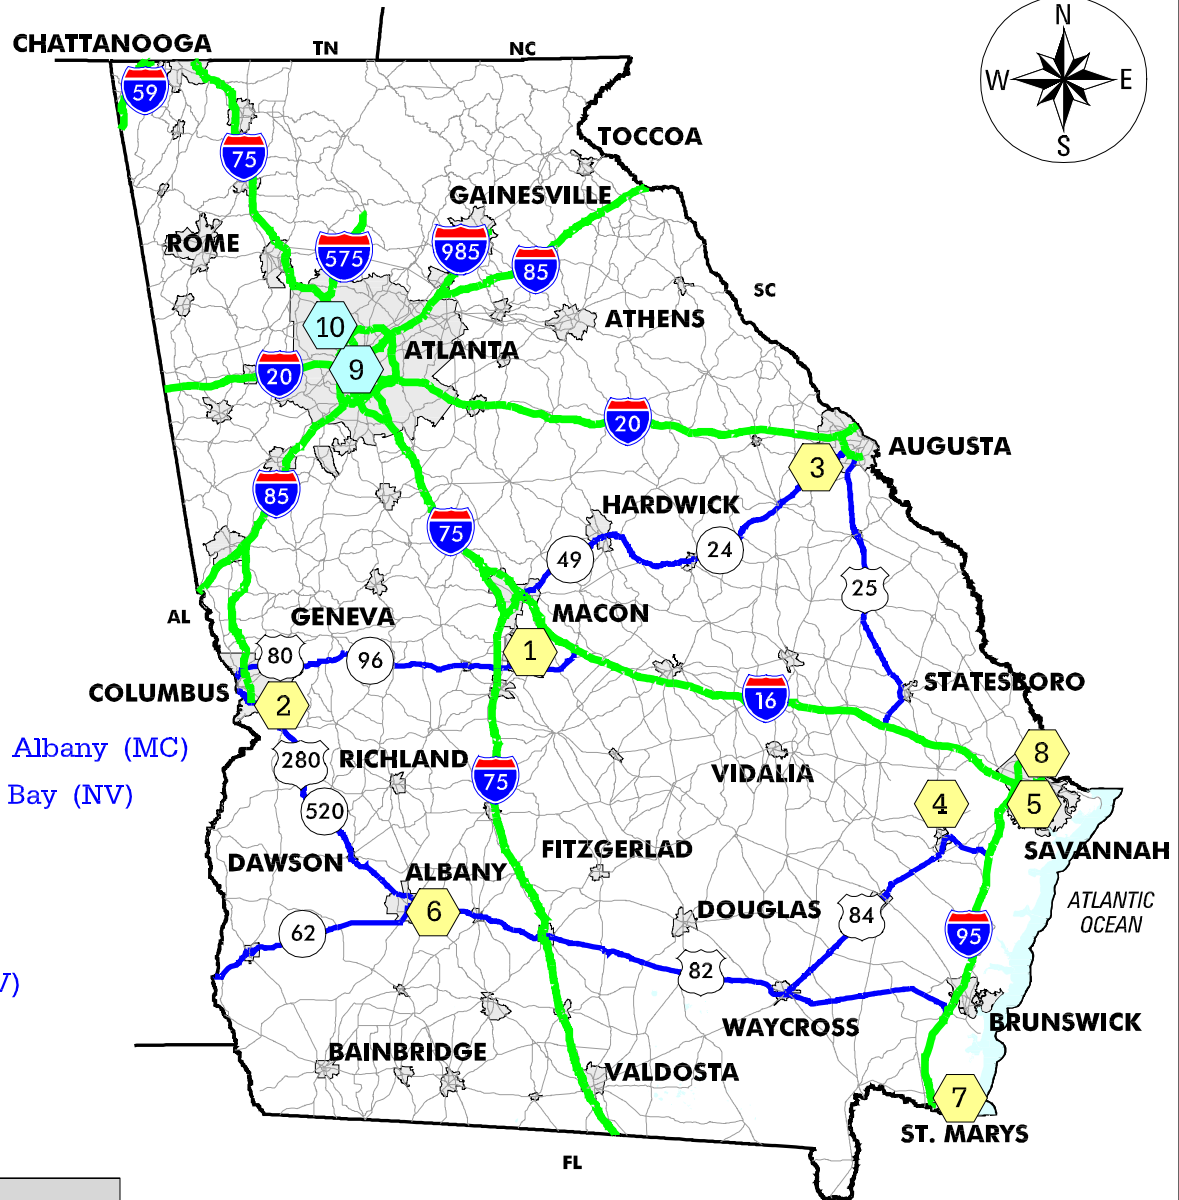 N
CHATTANOOGA
TN
NC
W
E
59
S
TOCCOA
75
GAINESVILLE
ROME
575
985
85
SC
10
ATHENS
ATLANTA
9
20
20
AUGUSTA
3
85
HARDWICK
75
24
49
25
GENEVA
MACON
AL
80
96
1
STATESBORO
COLUMBUS
2
16
Albany (MC)
280
RICHLAND
VIDALIA
8
75
Bay (NV)
520
4
5
DAWSON
FITZGERLAD
SAVANNAH
ALBANY
ATLANTIC
OCEAN
6
DOUGLAS
84
62
95
82
V)
WAYCROSS
BRUNSWICK
BAINBRIDGE
VALDOSTA
7
ST. MARYS
FL